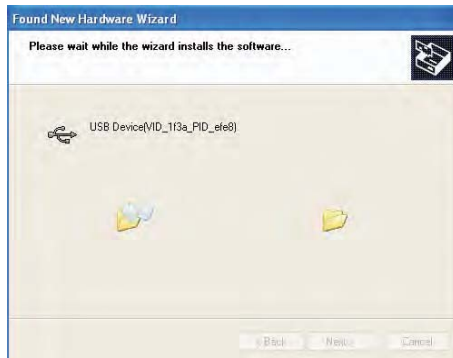 Found New Hardware Wizard
Please wait while the wizard installs the software...
USB Device(VID_1f3a_PID_efe8)
< Back
Next >
Cancel